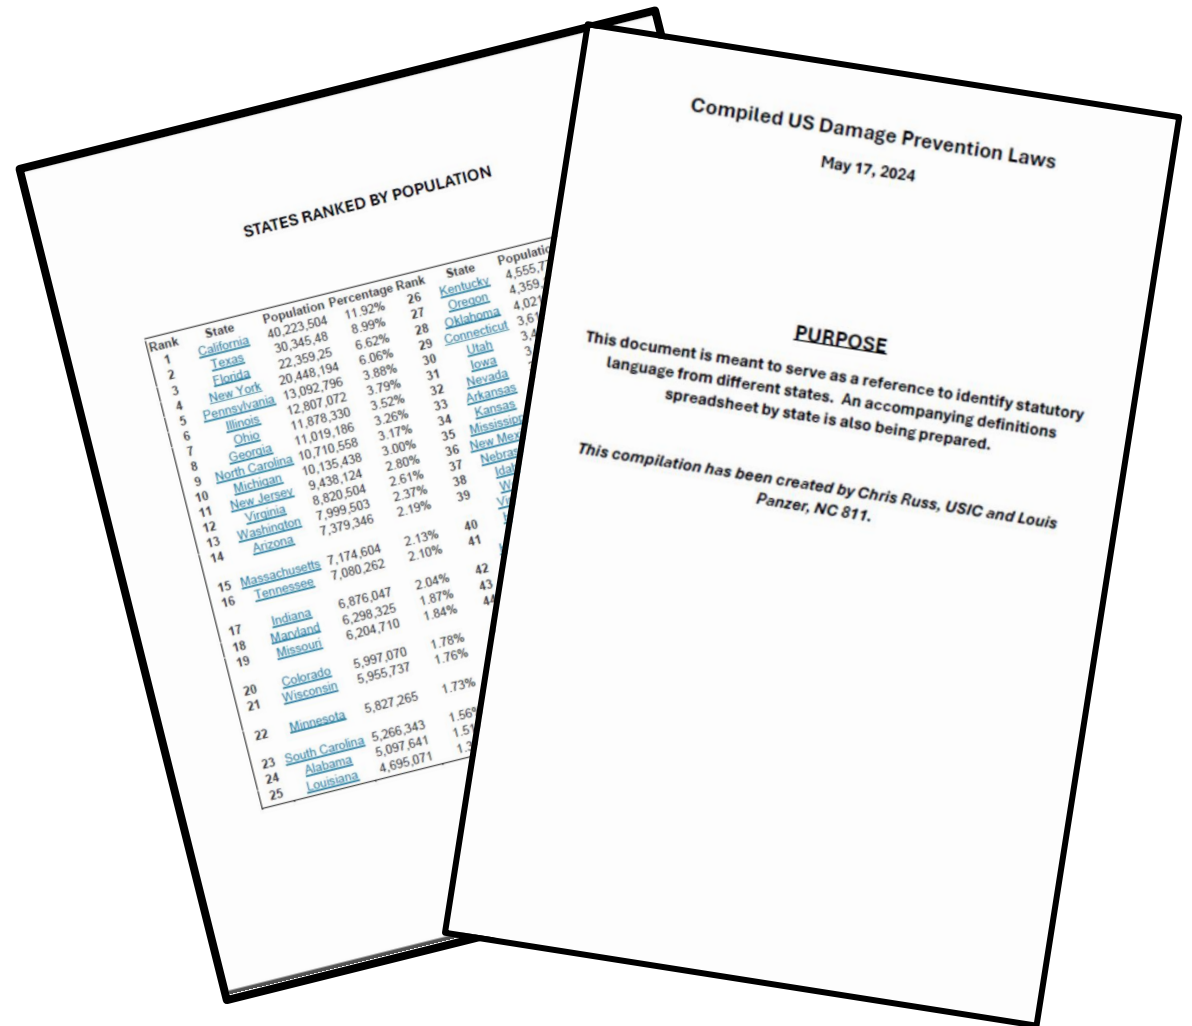 STATES RANKED BY POPULATION
Rank State Population Percentage Rank State
1 California 40,223,504 11.92% 26 Kentucky
2 Texas 30,345,48 8.99% 27 Oregon
3 Florida 22,359,25 6.62% 28 Oklahoma
4 New York 20,448,194 6.06% 29 Connecticut
5 Pennsylvania 13,092,796 3.88% 30 Utah
6 Illinois 12,807,072 3.79% 31 Iowa
7 Ohio 11,878,330 3.52% 32 Nevada
8 Georgia 11,019,186 3.26% 33 Arkansas
9 North Carolina 10,710,558 3.17% 34 Kansas
10 Michigan 10,135,438 3.00% 35
11 New Jersey 9,438,124 2.80% 36 New
12 Virginia 8,820,504 2.61% 37
13 Washington 7,999,503 2.37% 38
14 Arizona 7,379,346 2.19% 39
15 Massachusetts 7,174,604 2.13% 40
16 Tennessee 7,080,262 2.10% 41
17 Indiana 6,876,047 2.04% 42
18 Maryland 6,298,325 1.87% 43
19 Missouri 6,204,710 1.84%
20 Colorado 5,997,070 1.78%
21 Wisconsin 5,955,737 1.76%
22 Minnesota 5,827,265 1.73%
23 South Carolina 5,266,343
24 Alabama 5,097,641
25 Louisiana 4,695,071
Compiled US Damage Prevention Laws
May 17, 2024
PURPOSE
This document is meant to serve as a reference to identify statutory
language from different states. An accompanying definitions
spreadsheet by state is also being prepared.
This compilation has been created by Chris Russ, USIC and Louis
Panzer, NC 811.